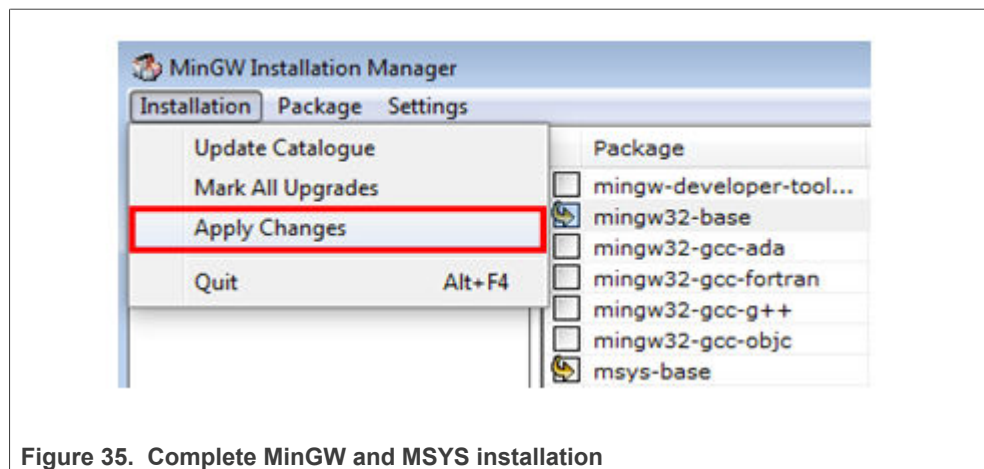 MinGW Installation Manager
Installation Package Settings
Update Catalogue
Mark All Upgrades
Apply Changes
Quit Alt+F4
Package
mingw-developer-tool...
mingw32-base
mingw32-gcc-ada
mingw32-gcc-fortran
mingw32-gcc-g++
mingw32-gcc-objc
msys-base
Figure 35. Complete MinGW and MSYS installation